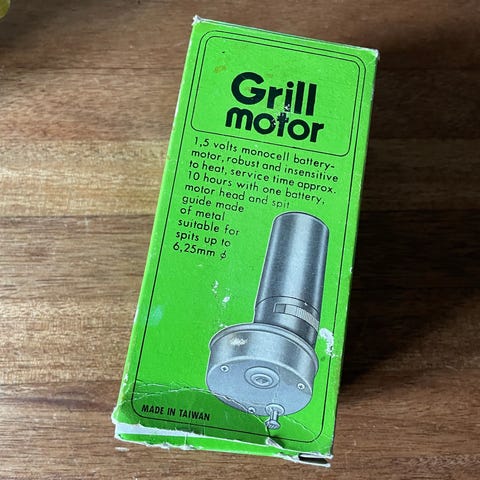 Grill
motor
1,5 volts monocell battery-
motor, robust and insensitive
to heat, service time approx.
10 hours with one battery,
motor head and spit
guide made
of metal
suitable for
spits up to
6,25mm ⌀
MADE IN TAIWAN